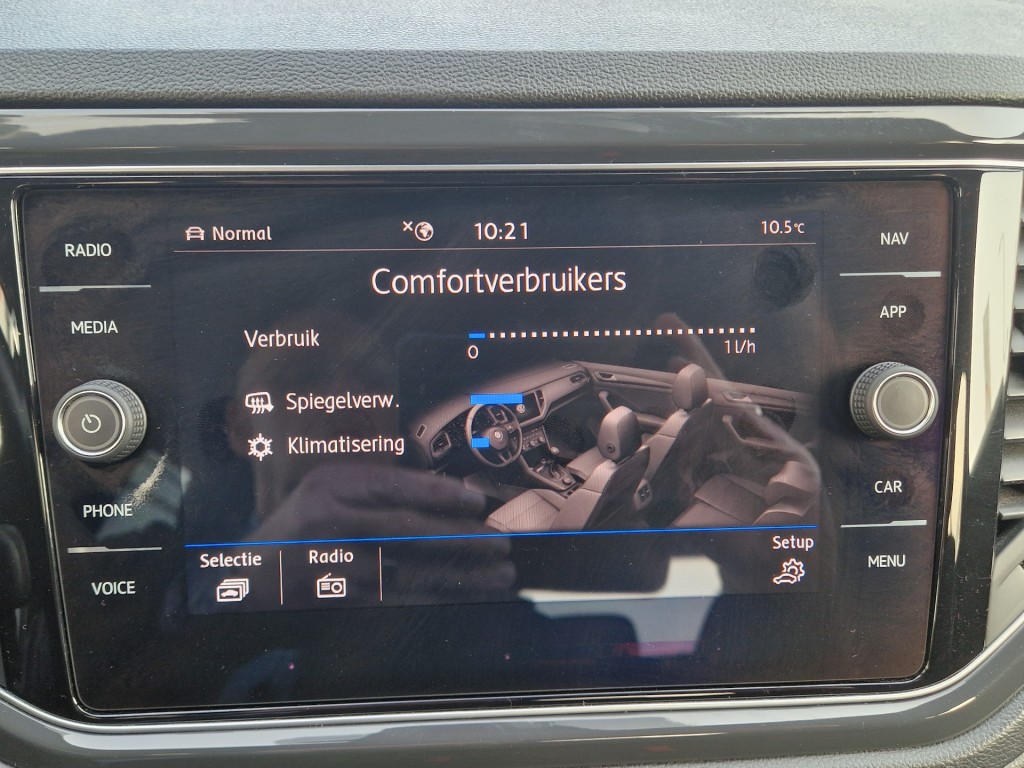 RADIO
MEDIA
PHONE
VOICE
Normal
10:21
10.5°C
Comfortverbruikers
Verbruik
0
1 l/h
Spiegelverw.
Klimatisering
Selectie
Radio
Setup
NAV
APP
CAR
MENU